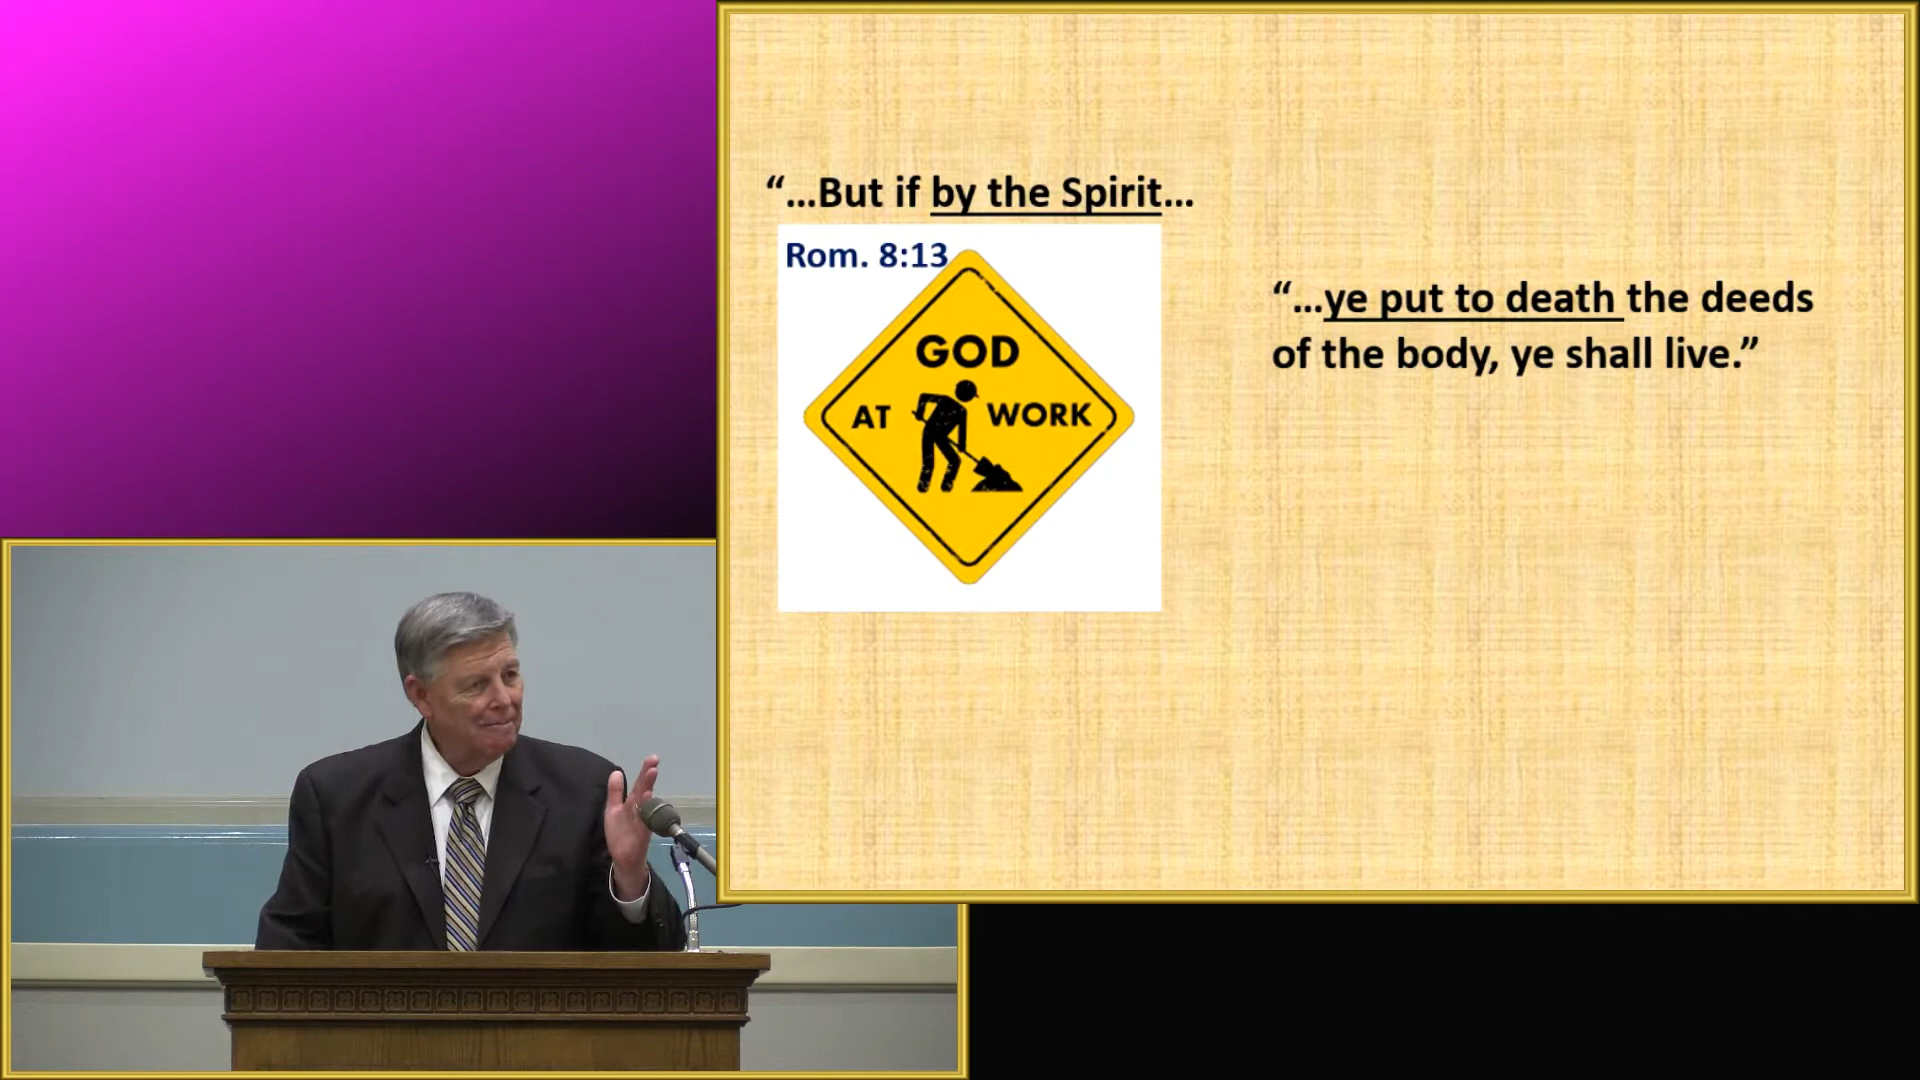 “...But if by the Spirit...
Rom. 8:13
GOD
AT WORK
“...ye put to death the deeds
of the body, ye shall live.”